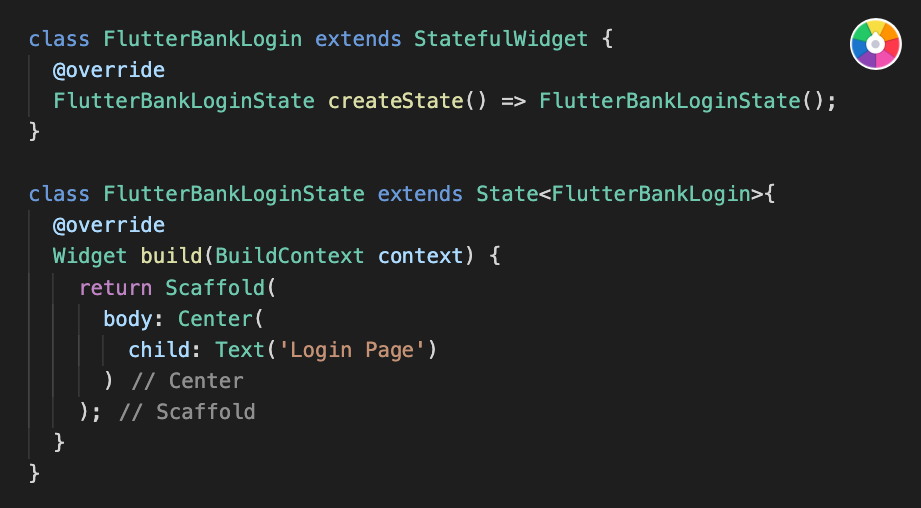 class FlutterBankLogin extends StatefulWidget {
@override
FlutterBankLoginState createState() => FlutterBankLoginState();
}
class FlutterBankLoginState extends State<FlutterBankLogin>{
@override
Widget build(BuildContext context) {
return Scaffold(
body: Center(
child: Text('Login Page')
) // Center
); // Scaffold
}
}